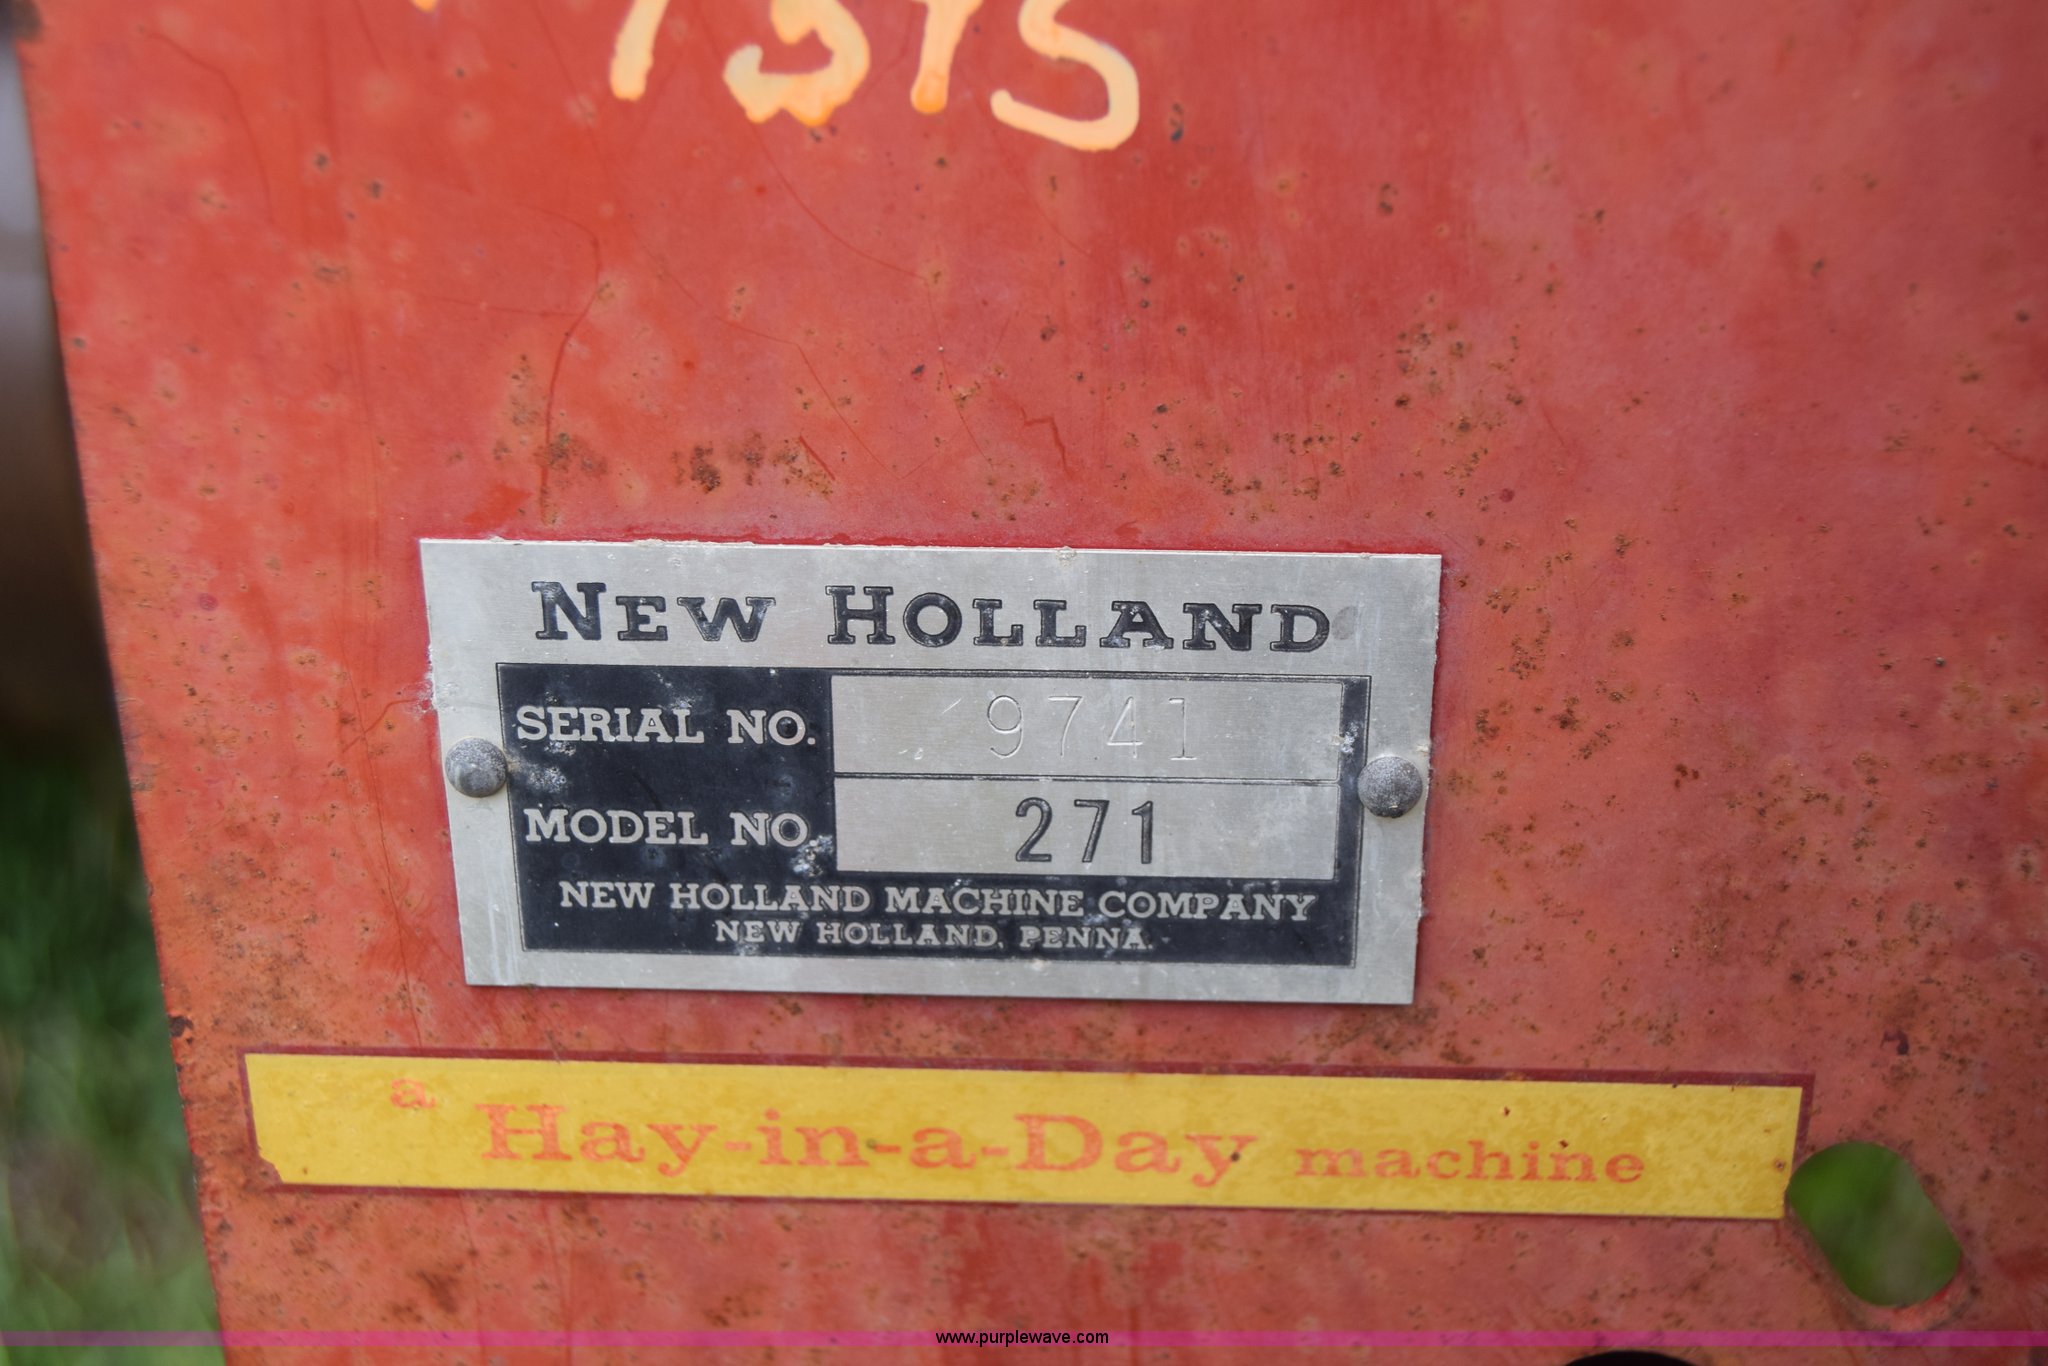 NEW HOLLAND
SERIAL NO. 9741
MODEL NO. 271
NEW HOLLAND MACHINE COMPANY
NEW HOLLAND, PENNA.
a Hay-in-a-Day machine
www.purplewave.com